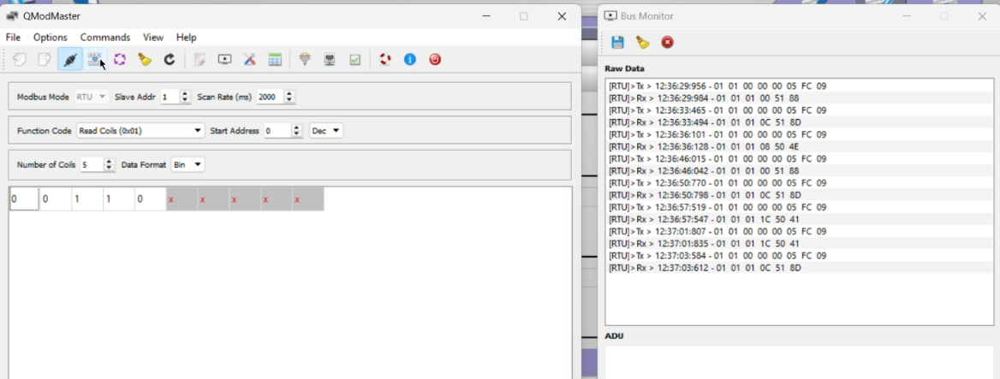 QModMaster
File Options Commands View Help
Modbus Mode RTU Slave Addr 1 Scan Rate (ms) 2000
Function Code Read Coils (0x01) Start Address 0 Dec
Number of Coils 5 Data Format Bin
0 0 1 1 0 x x x x x
Bus Monitor
Raw Data
[RTU]>Tx > 12:36:29:956 - 01 01 00 00 00 05 FC 09
[RTU]>Rx > 12:36:29:984 - 01 01 01 00 51 88
[RTU]>Tx > 12:36:33:465 - 01 01 00 00 00 05 FC 09
[RTU]>Rx > 12:36:33:494 - 01 01 01 0C 51 8D
[RTU]>Tx > 12:36:36:101 - 01 01 00 00 00 05 FC 09
[RTU]>Rx > 12:36:36:128 - 01 01 01 08 50 4E
[RTU]>Tx > 12:36:46:015 - 01 01 00 00 00 05 FC 09
[RTU]>Rx > 12:36:46:042 - 01 01 01 00 51 88
[RTU]>Tx > 12:36:50:770 - 01 01 00 00 00 05 FC 09
[RTU]>Rx > 12:36:50:798 - 01 01 01 0C 51 8D
[RTU]>Tx > 12:36:57:519 - 01 01 00 00 00 05 FC 09
[RTU]>Rx > 12:36:57:547 - 01 01 01 1C 50 41
[RTU]>Tx > 12:37:01:807 - 01 01 00 00 00 05 FC 09
[RTU]>Rx > 12:37:01:835 - 01 01 01 1C 50 41
[RTU]>Tx > 12:37:03:584 - 01 01 00 00 00 05 FC 09
[RTU]>Rx > 12:37:03:612 - 01 01 01 0C 51 8D
ADU